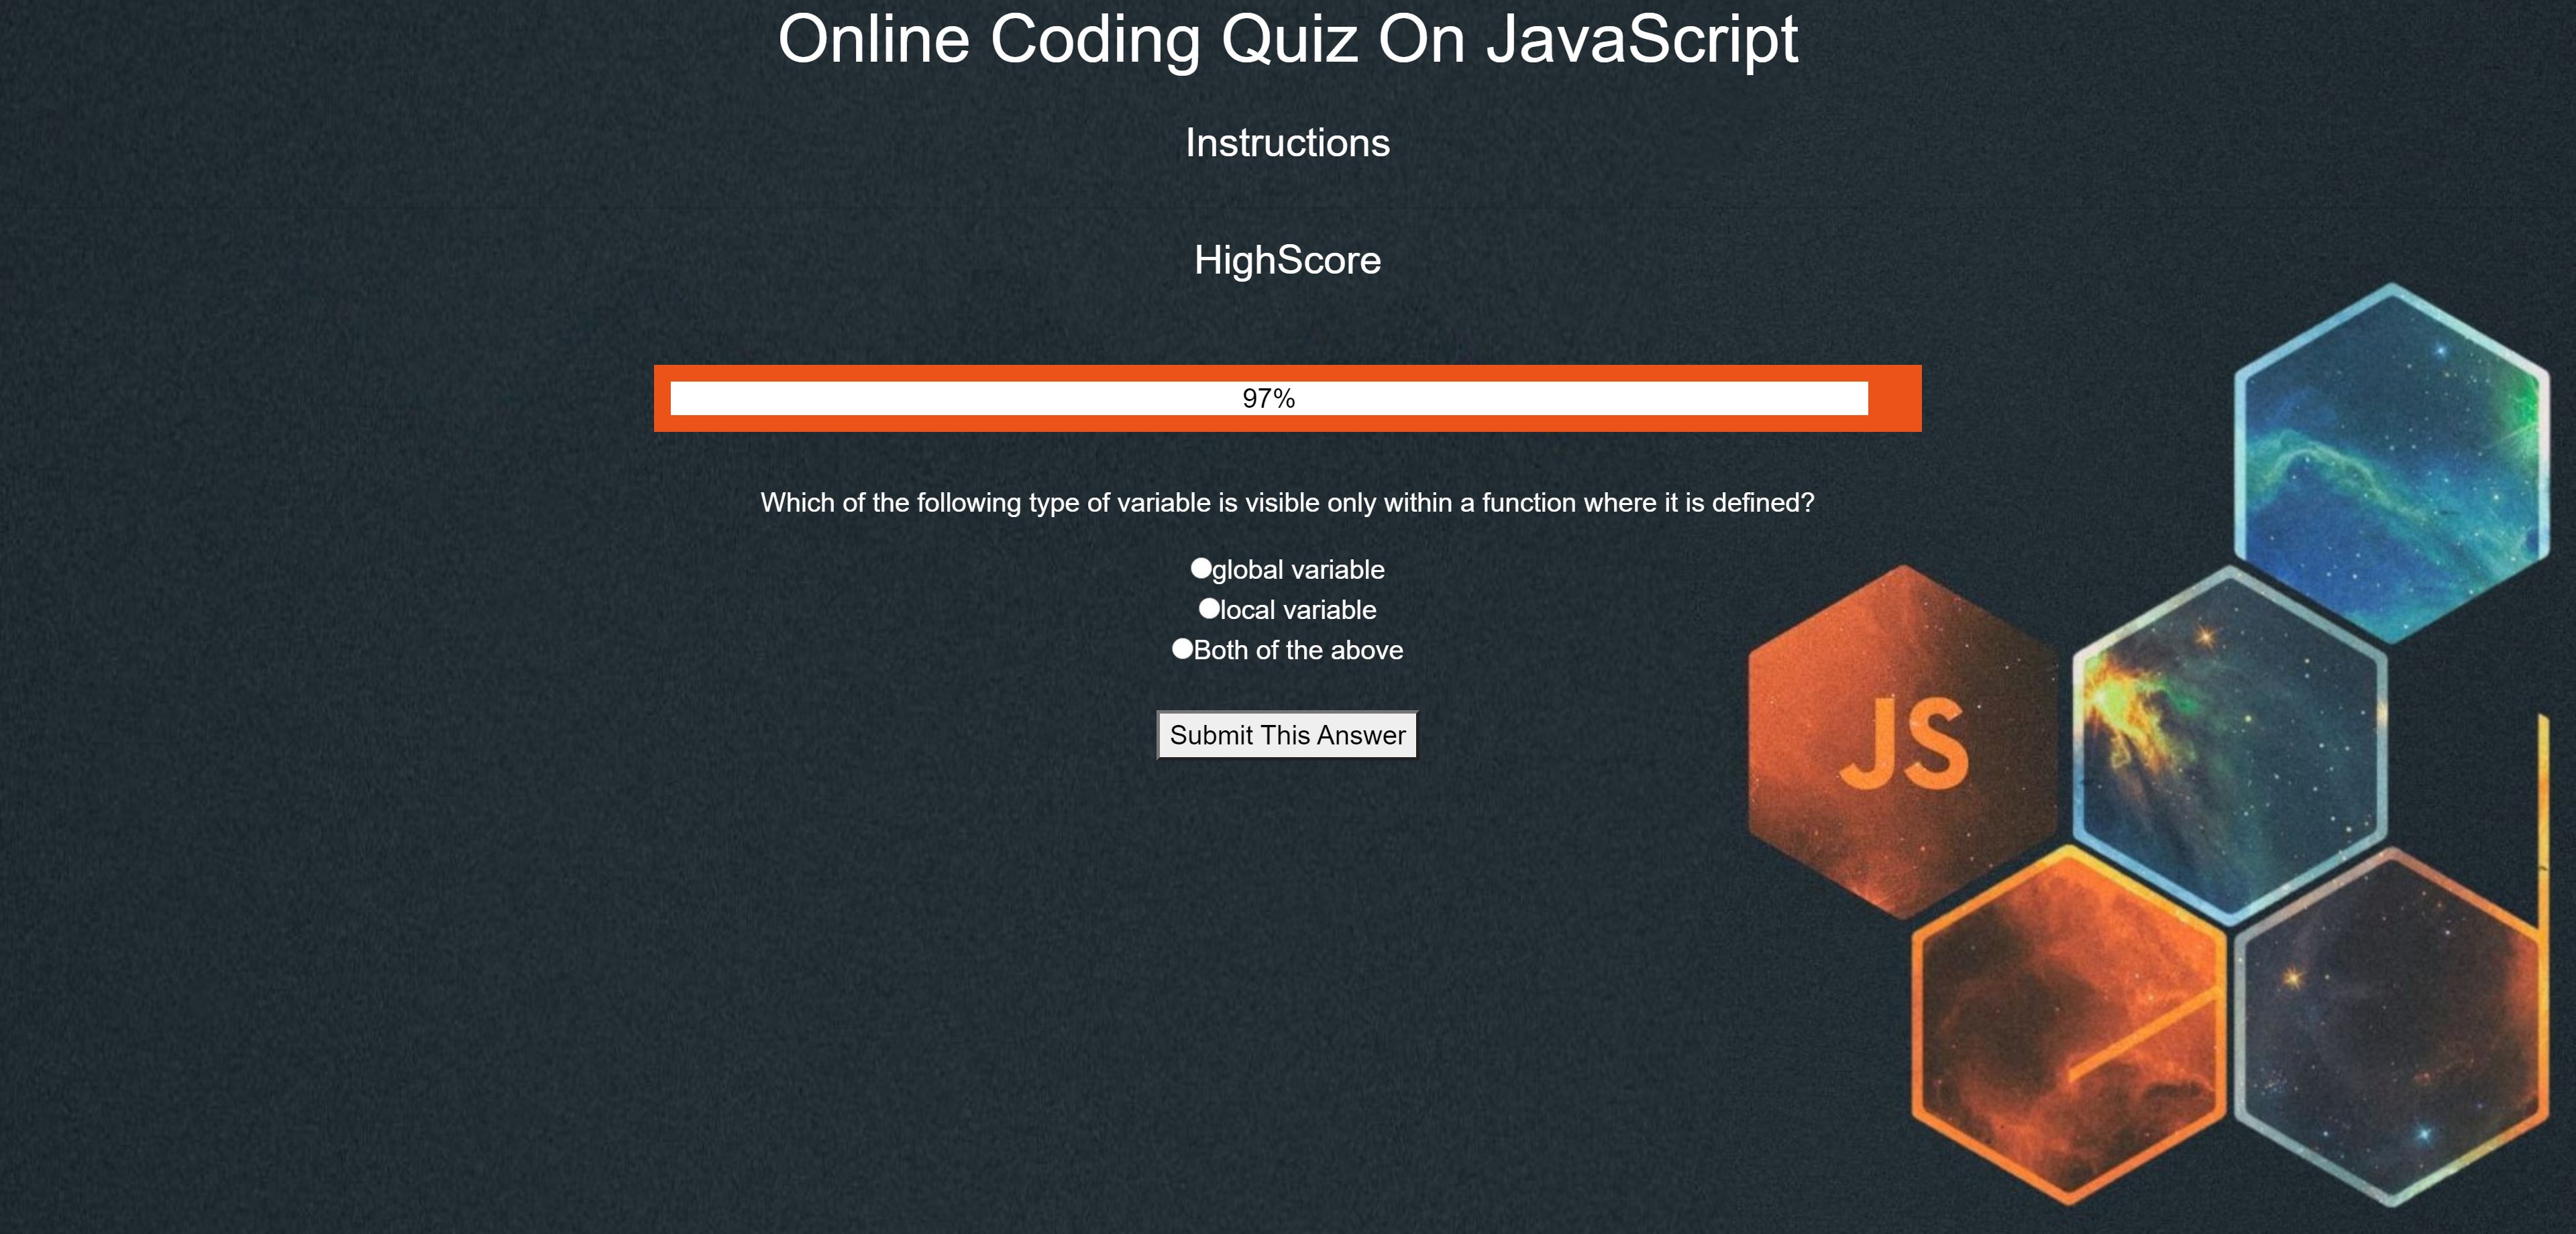 Online Coding Quiz On JavaScript
Instructions
HighScore
97%
Which of the following type of variable is visible only within a function where it is defined?
global variable
local variable
Both of the above
Submit This Answer
JS